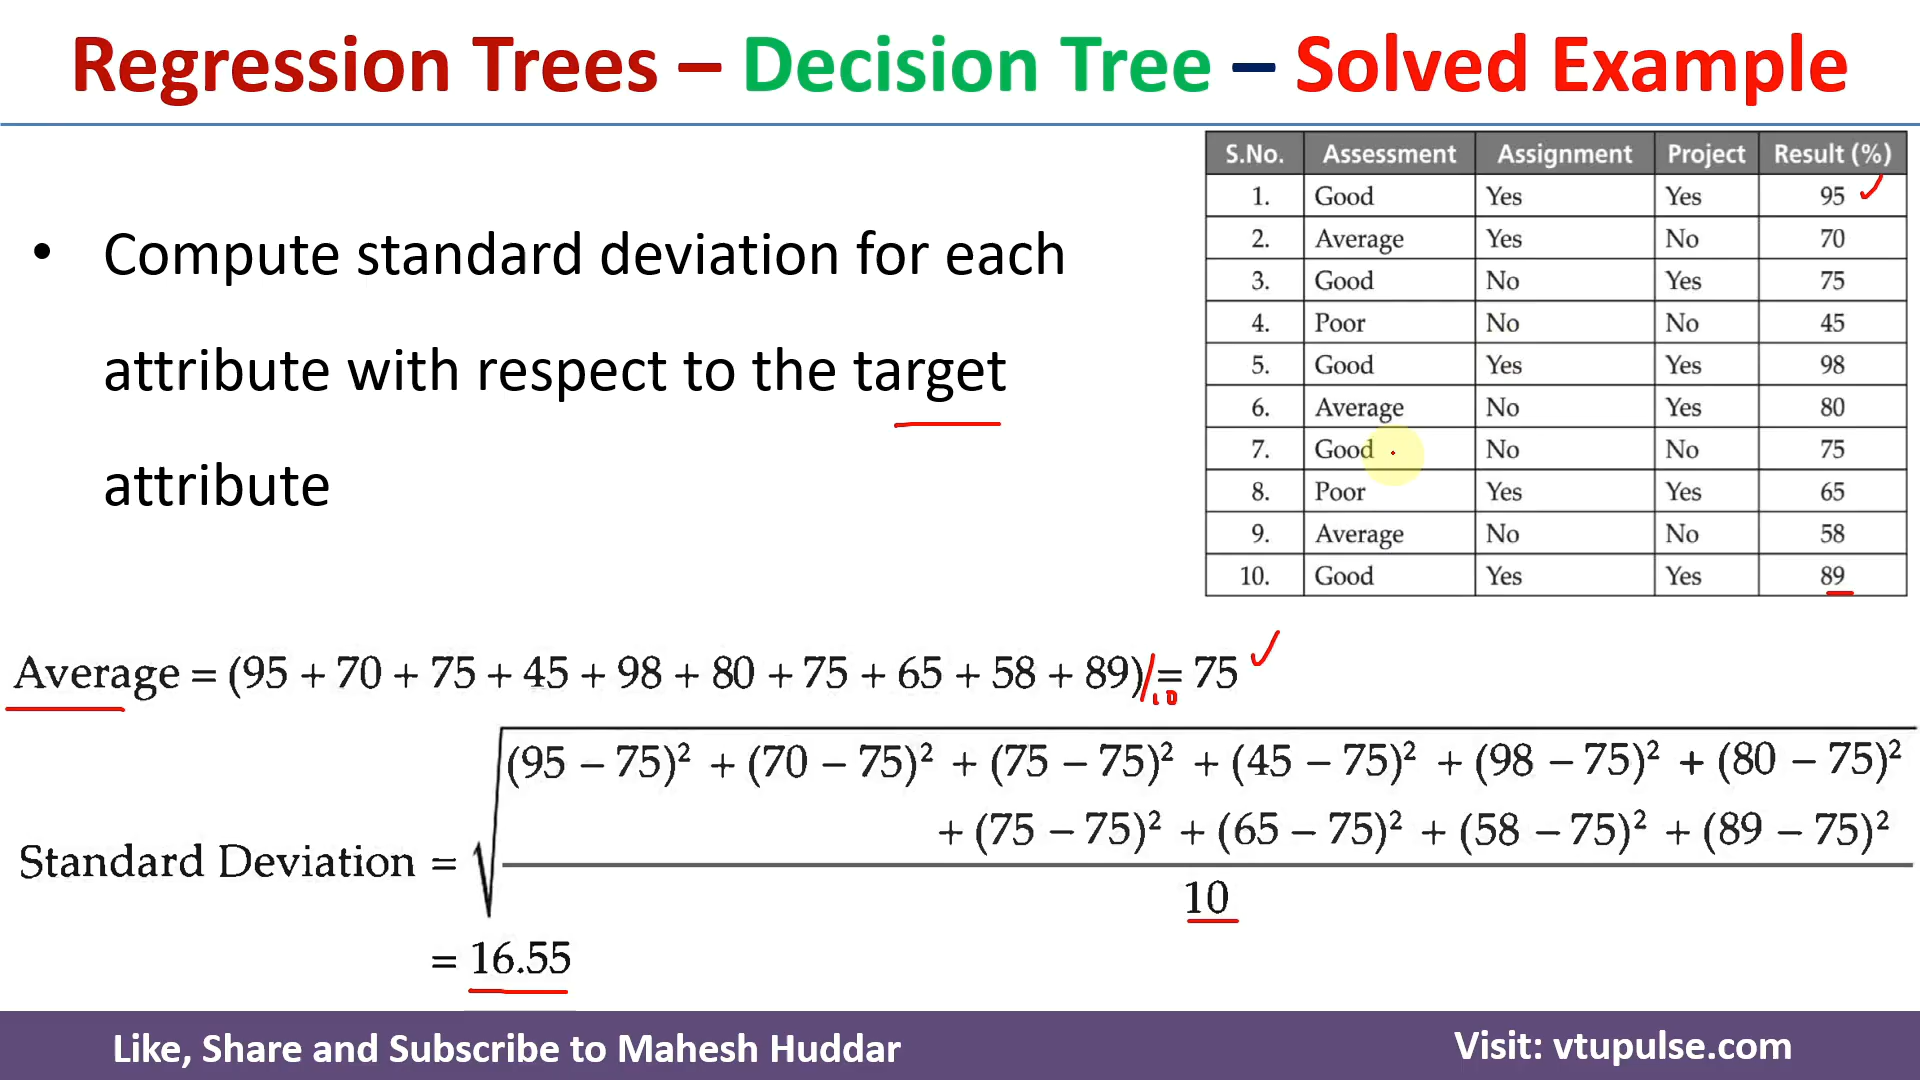 Regression Trees – Decision Tree – Solved Example
• Compute standard deviation for each
attribute with respect to the target
attribute
S.No. Assessment Assignment Project Result (%)
1. Good Yes Yes 95 ✓
2. Average Yes No 70
3. Good No Yes 75
4. Poor No No 45
5. Good Yes Yes 98
6. Average No Yes 80
7. Good No No 75
8. Poor Yes Yes 65
9. Average No No 58
10. Good Yes Yes 89
Average = (95 + 70 + 75 + 45 + 98 + 80 + 75 + 65 + 58 + 89) /10 = 75 ✓
(95 – 75)² + (70 – 75)² + (75 – 75)² + (45 – 75)² + (98 – 75)² + (80 – 75)²
+ (75 – 75)² + (65 – 75)² + (58 – 75)² + (89 – 75)²
Standard Deviation = √
10
= 16.55
Like, Share and Subscribe to Mahesh Huddar
Visit: vtupulse.com